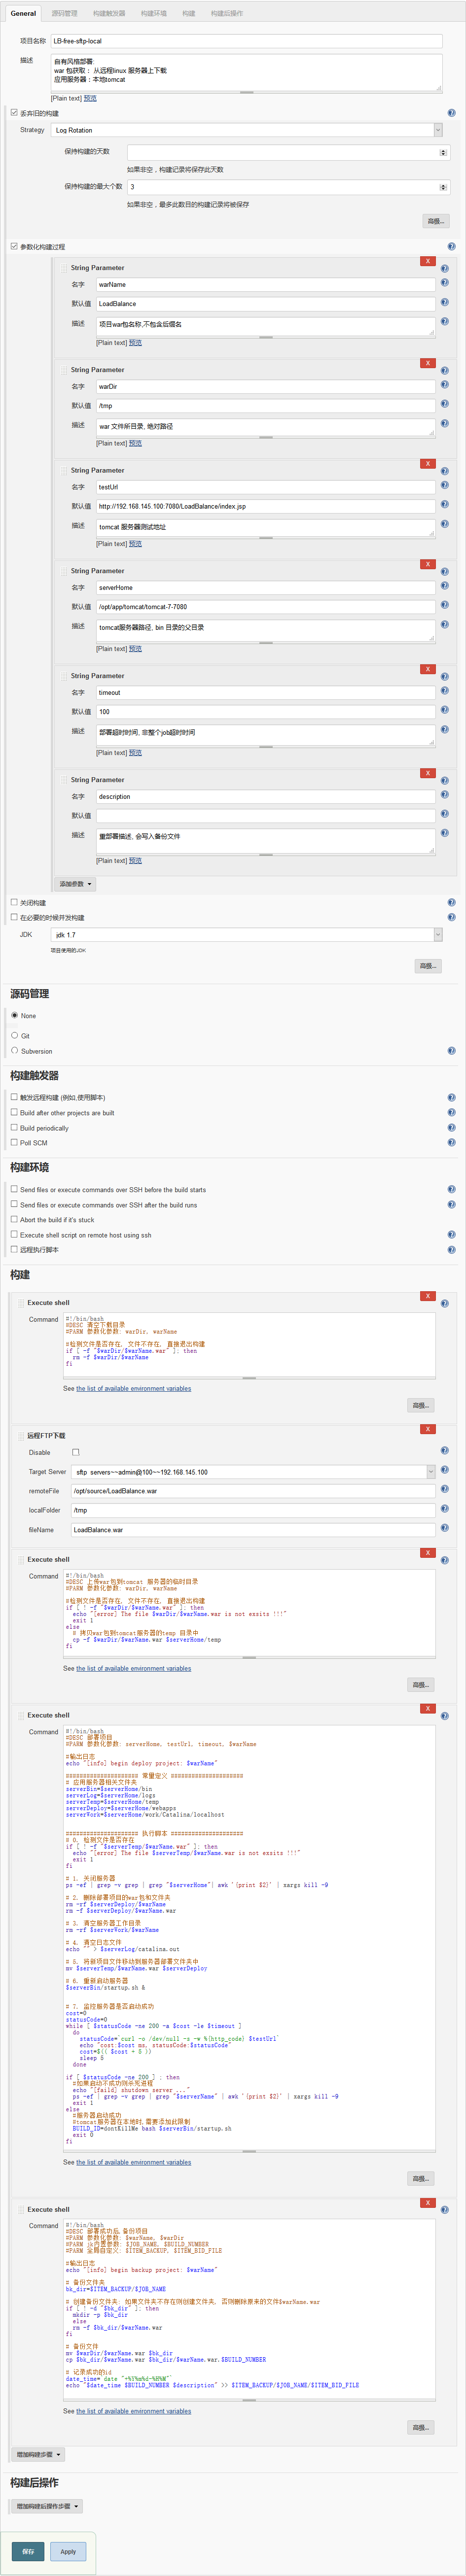 General 源码管理 构建触发器 构建环境 构建 构建后操作
项目名称 LB-free-sftp-local
描述 自有风格部署:
war 包获取： 从远程linux 服务器上下载
应用服务器：本地tomcat
[Plain text] 预览
丢弃旧的构建
Strategy Log Rotation
保持构建的天数
如果非空，构建记录将保存此天数
保持构建的最大个数 3
如果非空，最多此数目的构建记录将被保存
高级...
参数化构建过程
X
String Parameter
名字 warName
默认值 LoadBalance
描述 项目war包名称,不包含后缀名
[Plain text] 预览
X
String Parameter
名字 warDir
默认值 /tmp
描述 war 文件所目录, 绝对路径
[Plain text] 预览
X
String Parameter
名字 testUrl
默认值 http://192.168.145.100:7080/LoadBalance/index.jsp
描述 tomcat 服务器测试地址
[Plain text] 预览
X
String Parameter
名字 serverHome
默认值 /opt/app/tomcat/tomcat-7-7080
描述 tomcat服务器路径, bin 目录的父目录
[Plain text] 预览
X
String Parameter
名字 timeout
默认值 100
描述 部署超时时间, 非整个job超时时间
[Plain text] 预览
X
String Parameter
名字 description
默认值
描述 重部署描述, 会写入备份文件
[Plain text] 预览
添加参数
关闭构建
在必要的时候并发构建
JDK jdk 1.7
项目使用的JDK
高级...
源码管理
None
Git
Subversion
构建触发器
触发远程构建 (例如,使用脚本)
Build after other projects are built
Build periodically
Poll SCM
构建环境
Send files or execute commands over SSH before the build starts
Send files or execute commands over SSH after the build runs
Abort the build if it's stuck
Execute shell script on remote host using ssh
远程执行脚本
构建
X
Execute shell
Command #!/bin/bash
#DESC 清空下载目录
#PARM 参数化参数: warDir, warName
#检测文件是否存在, 文件不存在, 直接退出构建
if [ -f "$warDir/$warName.war" ]; then
rm -f $warDir/$warName
fi
See the list of available environment variables
高级...
X
远程FTP下载
Disable
Target Server sftp servers~~admin@100~~192.168.145.100
remoteFile /opt/source/LoadBalance.war
localFolder /tmp
fileName LoadBalance.war
X
Execute shell
Command #!/bin/bash
#DESC 上传war包到tomcat 服务器的临时目录
#PARM 参数化参数: warDir, warName
#检测文件是否存在, 文件不存在, 直接退出构建
if [ ! -f "$warDir/$warName.war" ]; then
echo "[error] The file $warDir/$warName.war is not exsits !!!"
exit 1
else
# 拷贝war包到tomcat服务器的temp 目录中
cp -f $warDir/$warName.war $serverHome/temp
fi
See the list of available environment variables
高级...
X
Execute shell
Command #!/bin/bash
#DESC 部署项目
#PARM 参数化参数: serverHome, testUrl, timeout, $warName
#输出日志
echo "[info] begin deploy project: $warName"
##################### 常量定义 #####################
# 应用服务器相关文件夹
serverBin=$serverHome/bin
serverLog=$serverHome/logs
serverTemp=$serverHome/temp
serverDeploy=$serverHome/webapps
serverWork=$serverHome/work/Catalina/localhost
##################### 执行脚本 #####################
# 0. 检测文件是否存在
if [ ! -f "$serverTemp/$warName.war" ]; then
echo "[error] The file $serverTemp/$warName.war is not exsits !!!"
exit 1
fi
# 1. 关闭服务器
ps -ef | grep -v grep | grep "$serverHome"| awk '{print $2}' | xargs kill -9
# 2. 删除部署项目的war包和文件夹
rm -rf $serverDeploy/$warName
rm -f $serverDeploy/$warName.war
# 3. 清空服务器工作目录
rm -rf $serverWork/$warName
# 4. 清空日志文件
echo "" > $serverLog/catalina.out
# 5. 将新项目文件移动到服务器部署文件夹中
mv $serverTemp/$warName.war $serverDeploy
# 6. 重新启动服务器
$serverBin/startup.sh &
# 7. 监控服务器是否启动成功
cost=0
statusCode=0
while [ $statusCode -ne 200 -a $cost -le $timeout ]
do
statusCode=`curl -o /dev/null -s -w %{http_code} $testUrl`
echo "cost:$cost ms, statusCode:$statusCode"
cost=$(( $cost + 5 ))
sleep 5
done
if [ $statusCode -ne 200 ] ; then
#如果启动不成功则杀死进程
echo "[faild] shutdown server ..."
ps -ef | grep -v grep | grep "$serverName" | awk '{print $2}' | xargs kill -9
exit 1
else
#服务器启动成功
#tomcat服务器在本地时,需要添加此限制
BUILD_ID=dontKillMe bash $serverBin/startup.sh
exit 0
fi
See the list of available environment variables
高级...
X
Execute shell
Command #!/bin/bash
#DESC 部署成功后,备份项目
#PARM 参数化参数: $warName, $warDir
#PARM jk内置参数: $JOB_NAME, $BUILD_NUMBER
#PARM 全局自定义: $ITEM_BACKUP, $ITEM_BID_FILE
#输出日志
echo "[info] begin backup project: $warName"
# 备份文件夹
bk_dir=$ITEM_BACKUP/$JOB_NAME
# 创建备份文件夹: 如果文件夹不存在则创建文件夹, 否则删除原来的文件$warName.war
if [ ! -d "$bk_dir" ]; then
mkdir -p $bk_dir
else
rm -f $bk_dir/$warName.war
fi
# 备份文件
mv $warDir/$warName.war $bk_dir
cp $bk_dir/$warName.war $bk_dir/$warName.war.$BUILD_NUMBER
# 记录成功的id
date_time=`date "+%Y%m%d-%H%M"`
echo "$date_time $BUILD_NUMBER $description" >> $ITEM_BACKUP/$JOB_NAME/$ITEM_BID_FILE
See the list of available environment variables
高级...
增加构建步骤
构建后操作
增加构建后操作步骤
保存 Apply